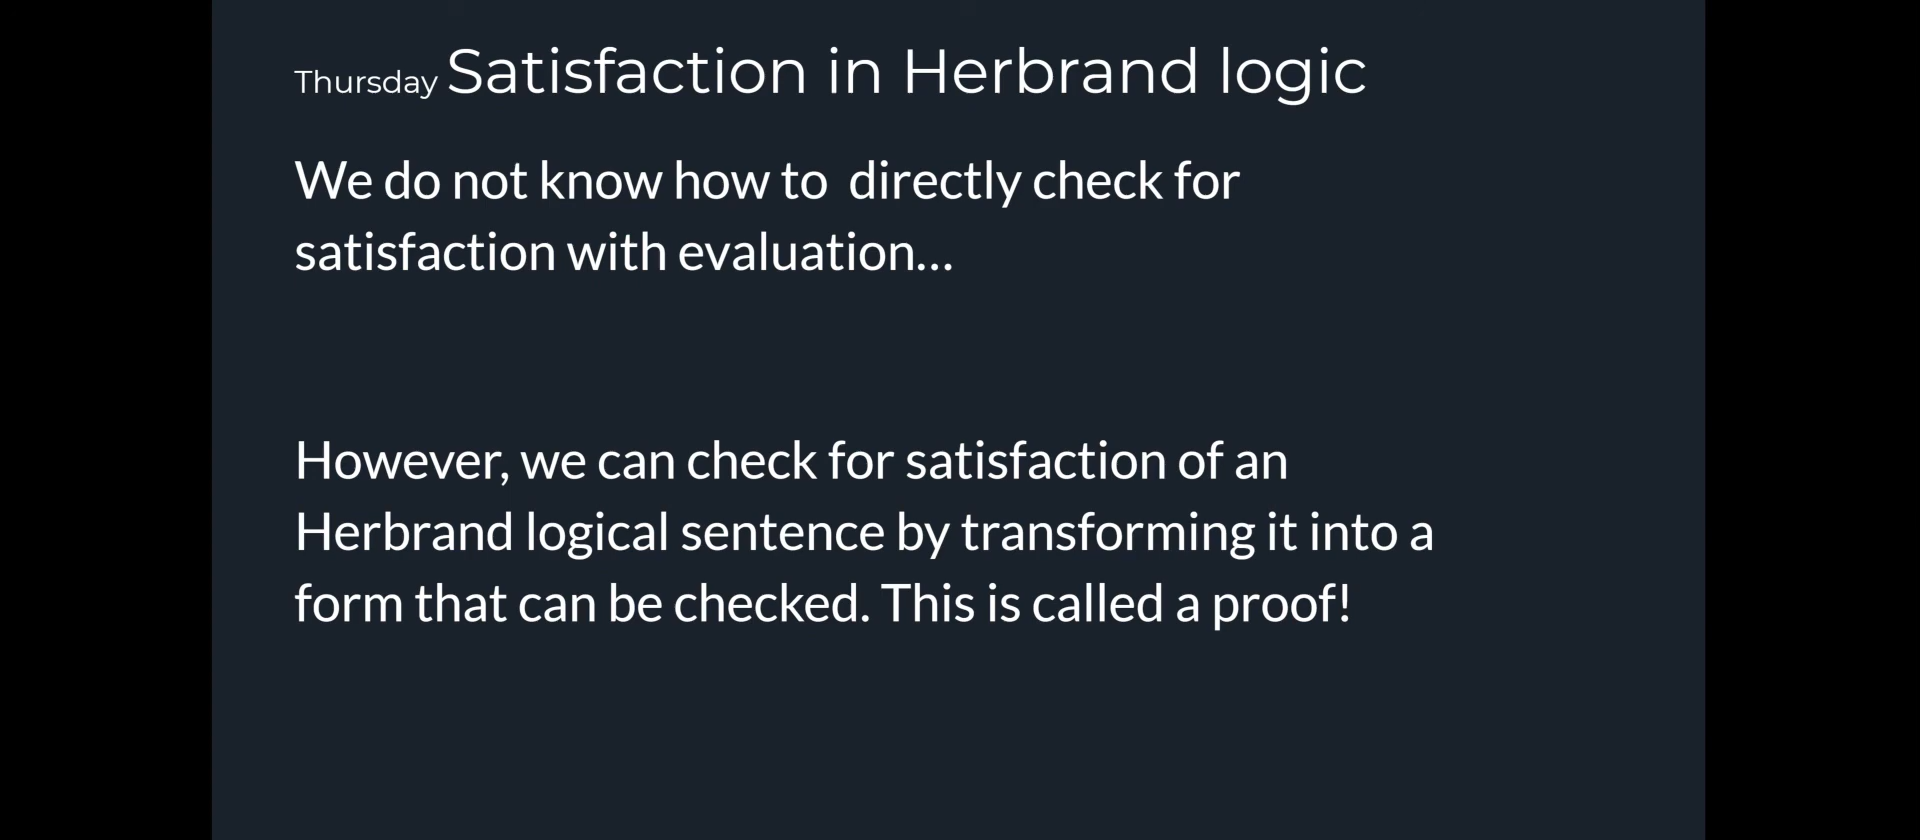 Thursday Satisfaction in Herbrand logic
We do not know how to  directly check for
satisfaction with evaluation...
However, we can check for satisfaction of an
Herbrand logical sentence by transforming it into a
form that can be checked. This is called a proof!